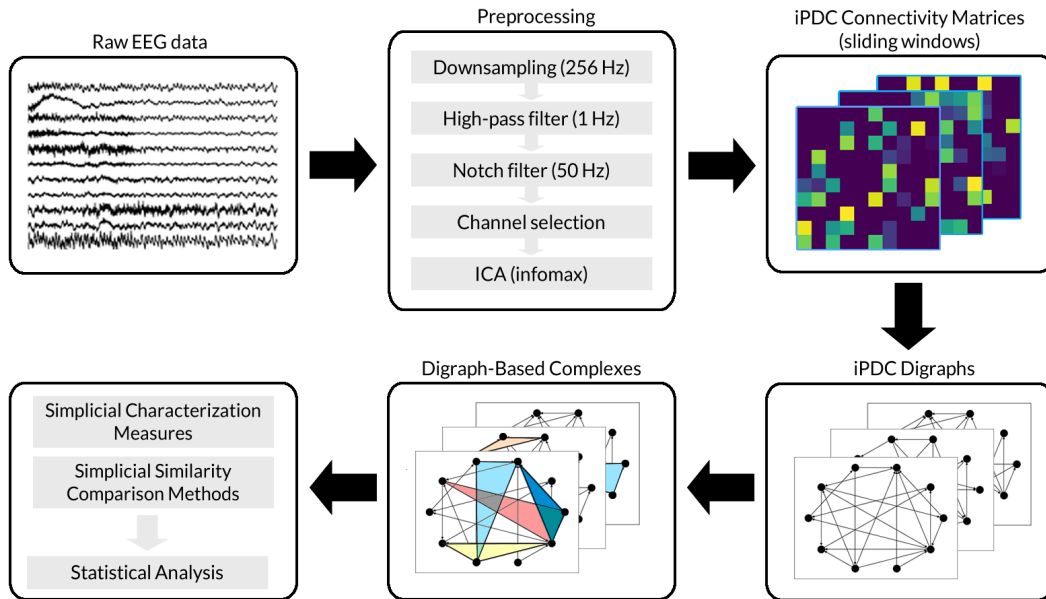 Raw EEG data
Preprocessing
Downsampling (256 Hz)
High-pass filter (1 Hz)
Notch filter (50 Hz)
Channel selection
ICA (infomax)
iPDC Connectivity Matrices
(sliding windows)
iPDC Digraphs
Digraph-Based Complexes
Simplicial Characterization
Measures
Simplicial Similarity
Comparison Methods
Statistical Analysis